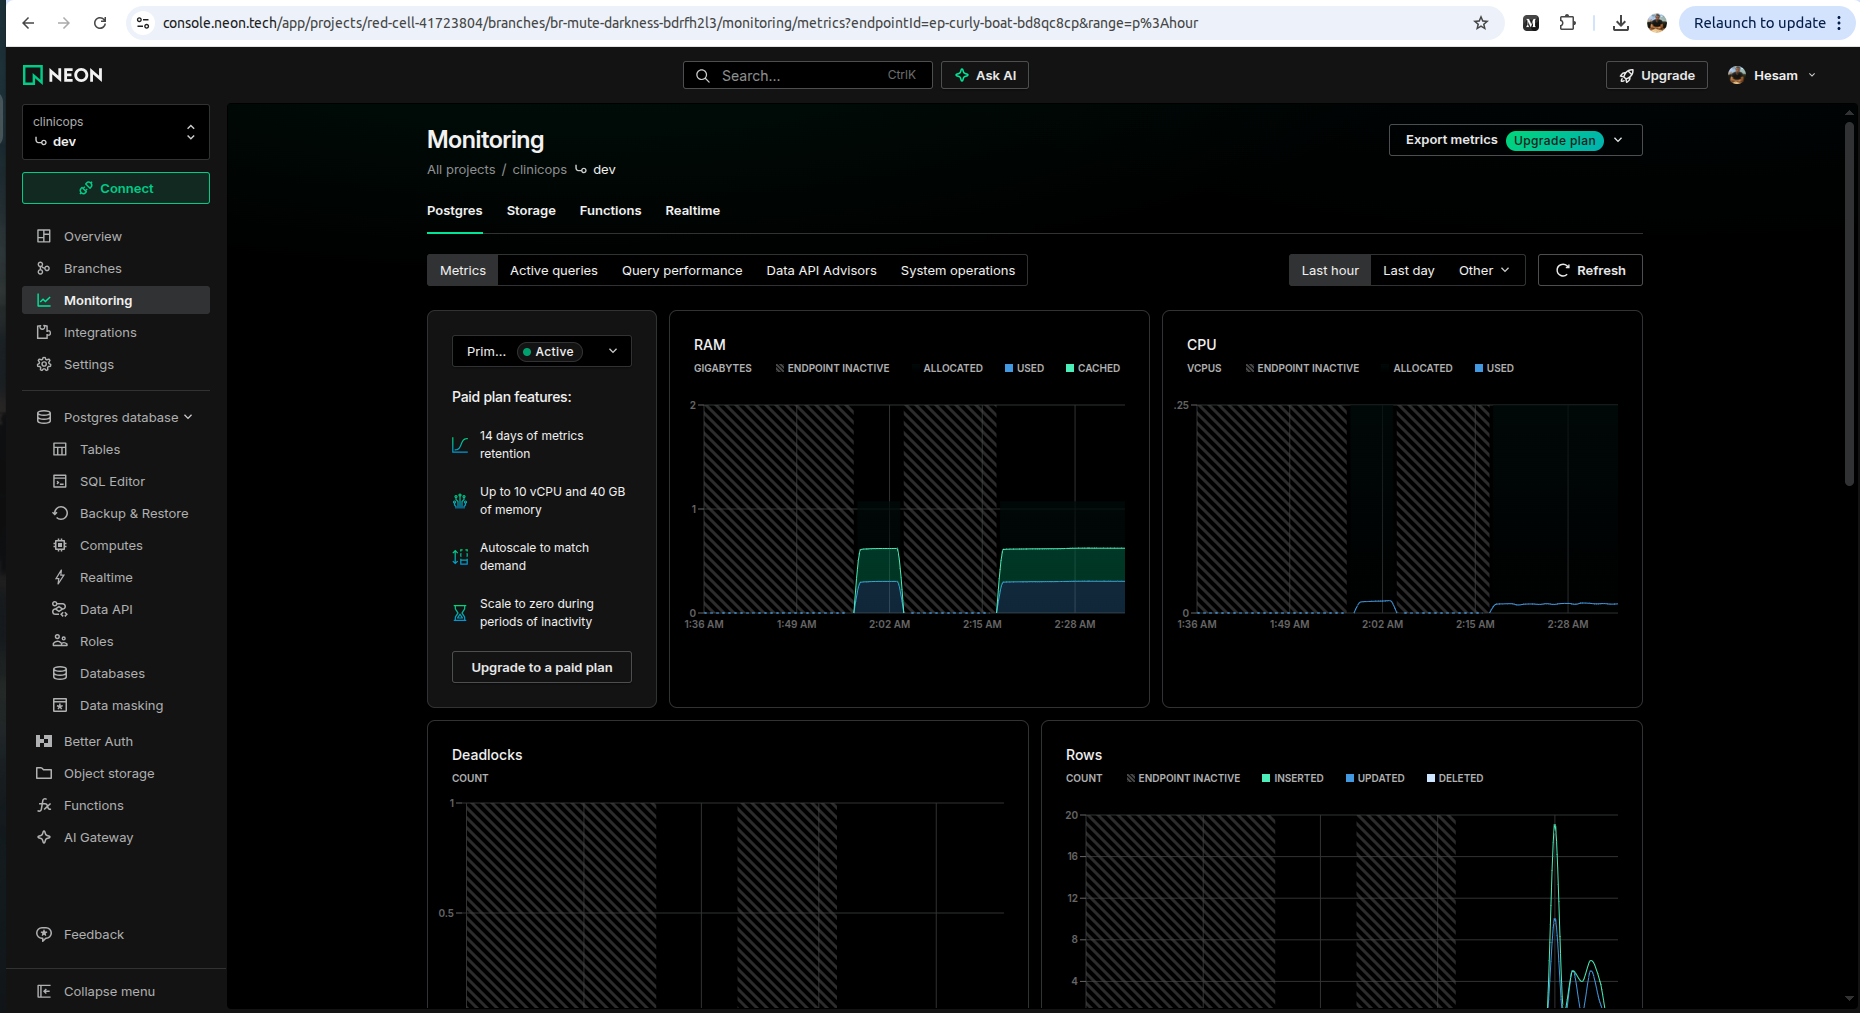 console.neon.tech/app/projects/red-cell-41723804/branches/br-mute-darkness-bdrfh2l3/monitoring/metrics?endpointId=ep-curly-boat-bd8qc8cp&range=p%3Ahour
M
Relaunch to update
NEON
Search...
CtrlK
Ask AI
Upgrade
Hesam
clinicops
dev
Connect
Overview
Branches
Monitoring
Integrations
Settings
Postgres database
Tables
SQL Editor
Backup & Restore
Computes
Realtime
Data API
Roles
Databases
Data masking
Better Auth
Object storage
Functions
AI Gateway
Feedback
Collapse menu
Monitoring
All projects / clinicops dev
Export metrics Upgrade plan
Postgres Storage Functions Realtime
Metrics Active queries Query performance Data API Advisors System operations
Last hour Last day Other
Refresh
Prim... Active
Paid plan features:
14 days of metrics
retention
Up to 10 vCPU and 40 GB
of memory
Autoscale to match
demand
Scale to zero during
periods of inactivity
Upgrade to a paid plan
RAM
GIGABYTES ENDPOINT INACTIVE ALLOCATED USED CACHED
2
1
0
1:36 AM 1:49 AM 2:02 AM 2:15 AM 2:28 AM
CPU
VCPUS ENDPOINT INACTIVE ALLOCATED USED
.25
0
1:36 AM 1:49 AM 2:02 AM 2:15 AM 2:28 AM
Deadlocks
COUNT
1
0.5
Rows
COUNT ENDPOINT INACTIVE INSERTED UPDATED DELETED
20
16
12
8
4